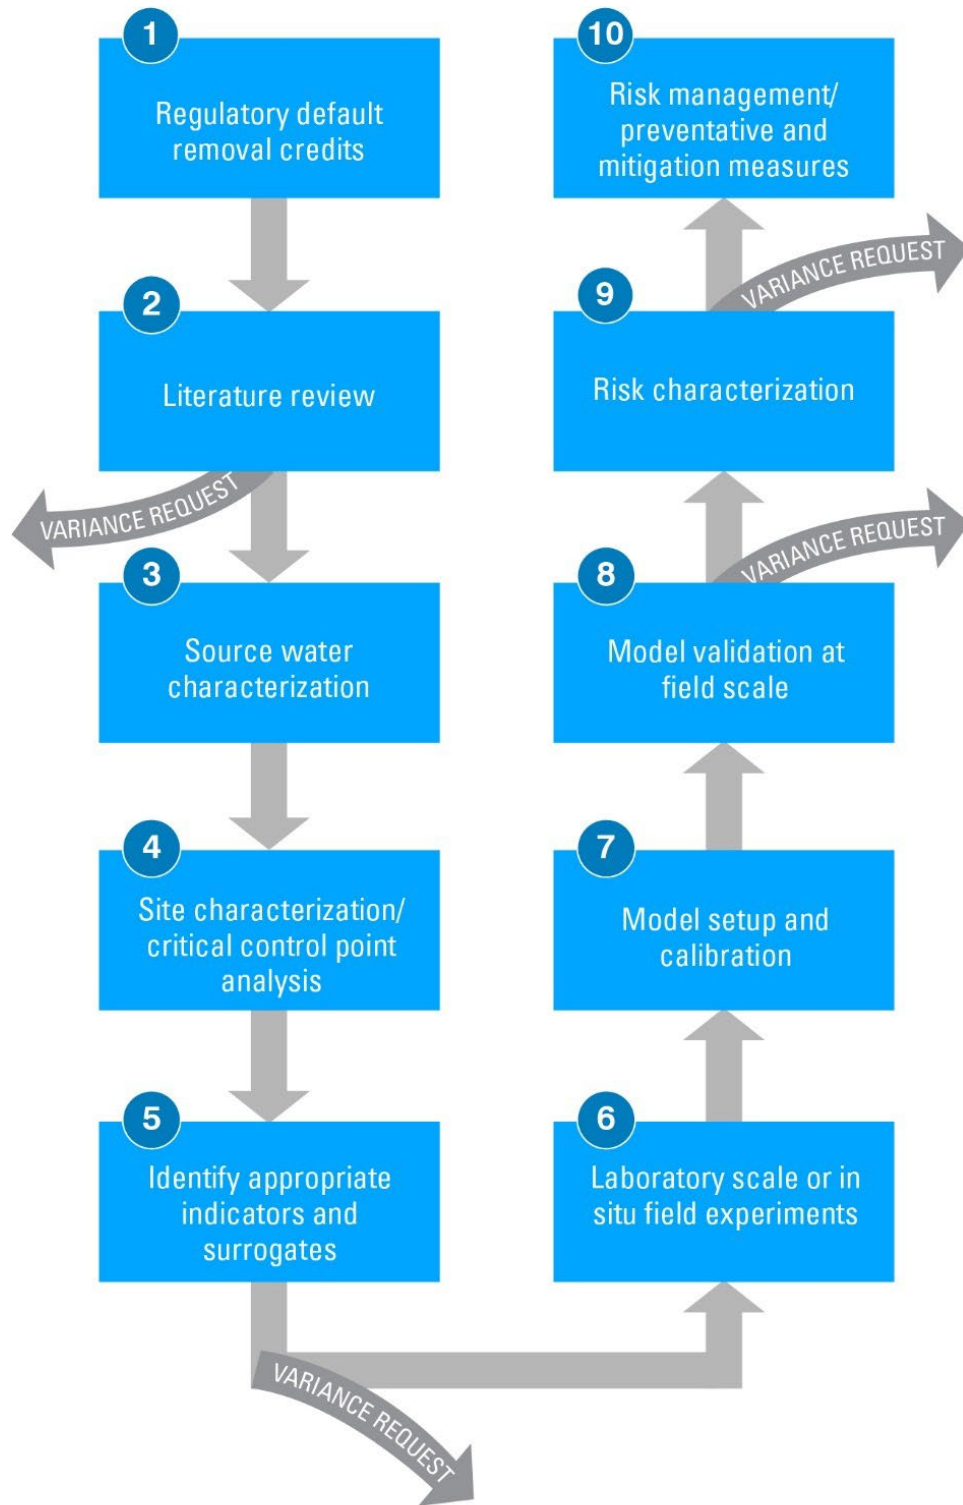 1
Regulatory default
removal credits
2
Literature review
VARIANCE REQUEST
3
Source water
characterization
4
Site characterization/
critical control point
analysis
5
Identify appropriate
indicators and
surrogates
VARIANCE REQUEST
6
Laboratory scale or in
situ field experiments
7
Model setup and
calibration
8
Model validation at
field scale
VARIANCE REQUEST
9
Risk characterization
VARIANCE REQUEST
10
Risk management/
preventative and
mitigation measures